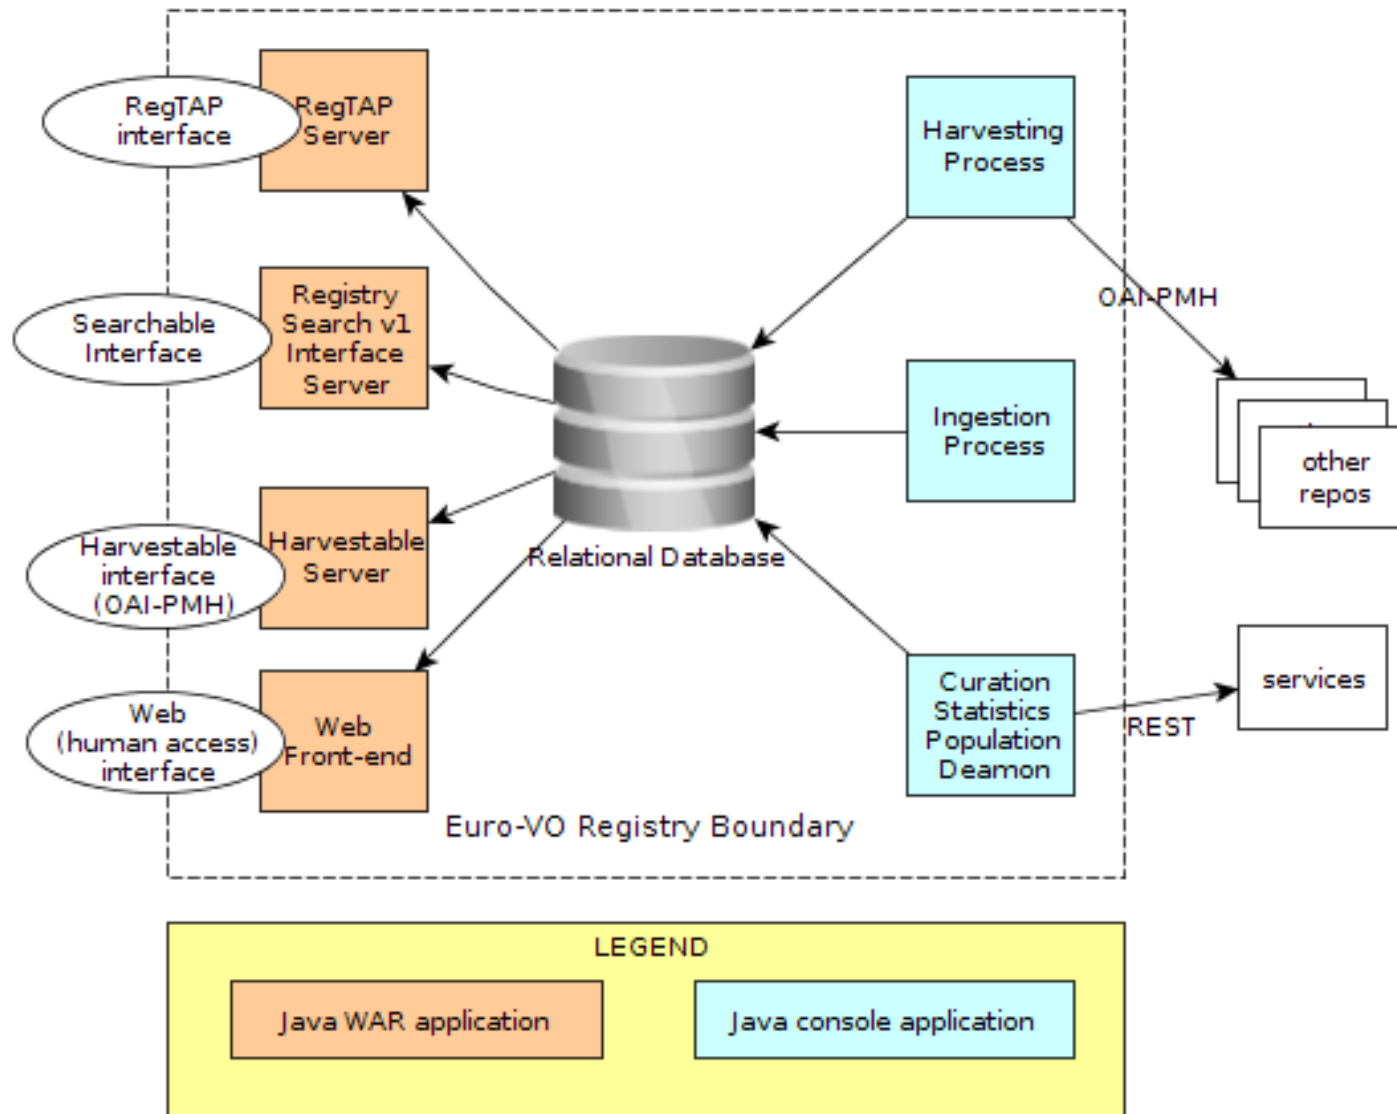 RegTAP
interface
RegTAP
Server
Harvesting
Process
OAI-PMH
Searchable
Interface
Registry
Search v1
Interface
Server
Ingestion
Process
other
repos
Harvestable
interface
(OAI-PMH)
Harvestable
Server
Relational Database
Web
(human access)
interface
Web
Front-end
Curation
Statistics
Population
Deamon
REST
services
Euro-VO Registry Boundary
LEGEND
Java WAR application
Java console application